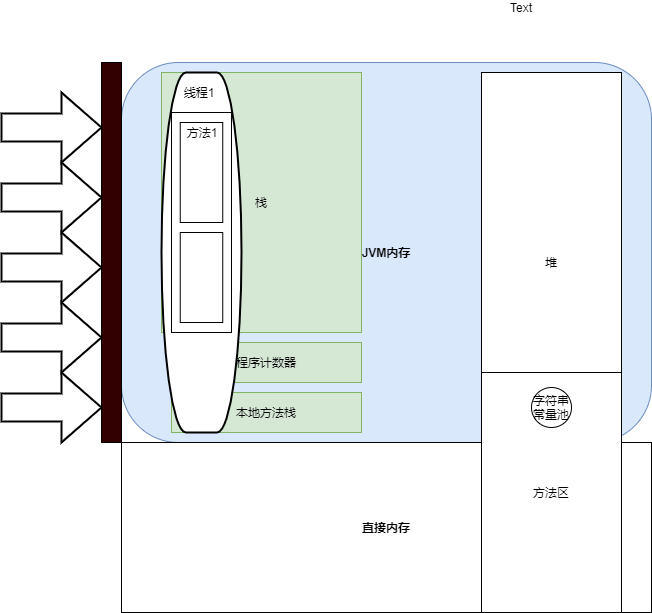 Text
线程1
方法1
栈
JVM内存
堆
程序计数器
字符串
常量池
本地方法栈
方法区
直接内存